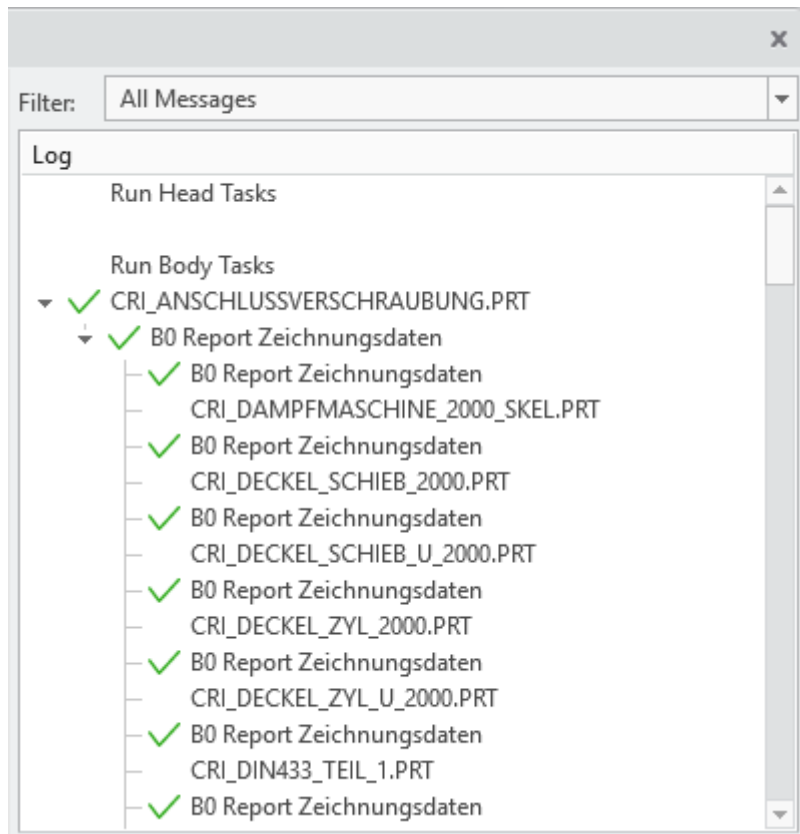 Filter: All Messages
Log
Run Head Tasks
Run Body Tasks
CRI_ANSCHLUSSVERSCHRAUBUNG.PRT
B0 Report Zeichnungsdaten
B0 Report Zeichnungsdaten
CRI_DAMPFMASCHINE_2000_SKEL.PRT
B0 Report Zeichnungsdaten
CRI_DECKEL_SCHIEB_2000.PRT
B0 Report Zeichnungsdaten
CRI_DECKEL_SCHIEB_U_2000.PRT
B0 Report Zeichnungsdaten
CRI_DECKEL_ZYL_2000.PRT
B0 Report Zeichnungsdaten
CRI_DECKEL_ZYL_U_2000.PRT
B0 Report Zeichnungsdaten
CRI_DIN433_TEIL_1.PRT
B0 Report Zeichnungsdaten